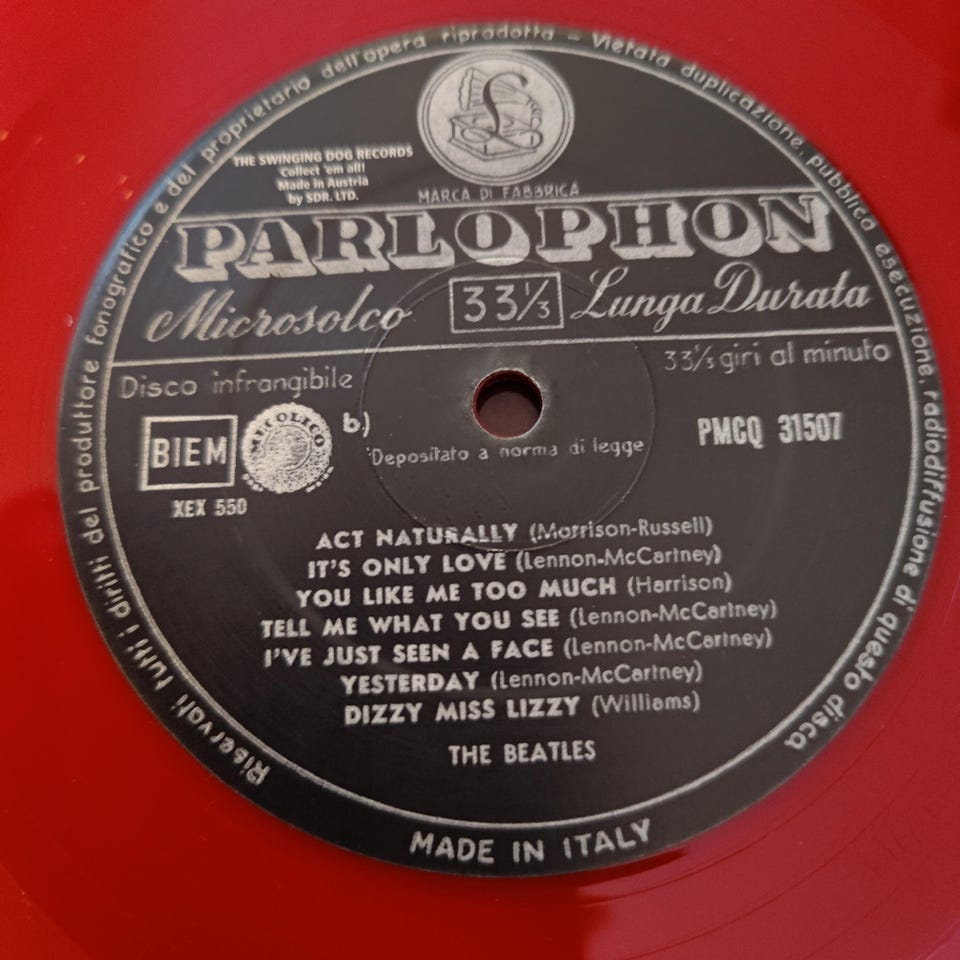 Riservati tutti i diritti del produttore fonografico e del proprietario dell'opera riprodotta - Vietata duplicazione, pubblica esecuzione, radiodiffusione di questo disco
THE SWINGING DOG RECORDS
Collect 'em all!
Made in Austria
by SDR. LTD.
£
MARCA DI FABBRICA
PARLOPHON
Microsolco 33 1/3 Lunga Durata
Disco infrangibile 33 1/3 giri al minuto
BIEM
b.)
PMCQ 31507
Depositato a norma di legge
XEX 550
ACT NATURALLY (Morrison-Russell)
IT'S ONLY LOVE (Lennon-McCartney)
YOU LIKE ME TOO MUCH (Harrison)
TELL ME WHAT YOU SEE (Lennon-McCartney)
I'VE JUST SEEN A FACE (Lennon-McCartney)
YESTERDAY (Lennon-McCartney)
DIZZY MISS LIZZY (Williams)
THE BEATLES
MADE IN ITALY